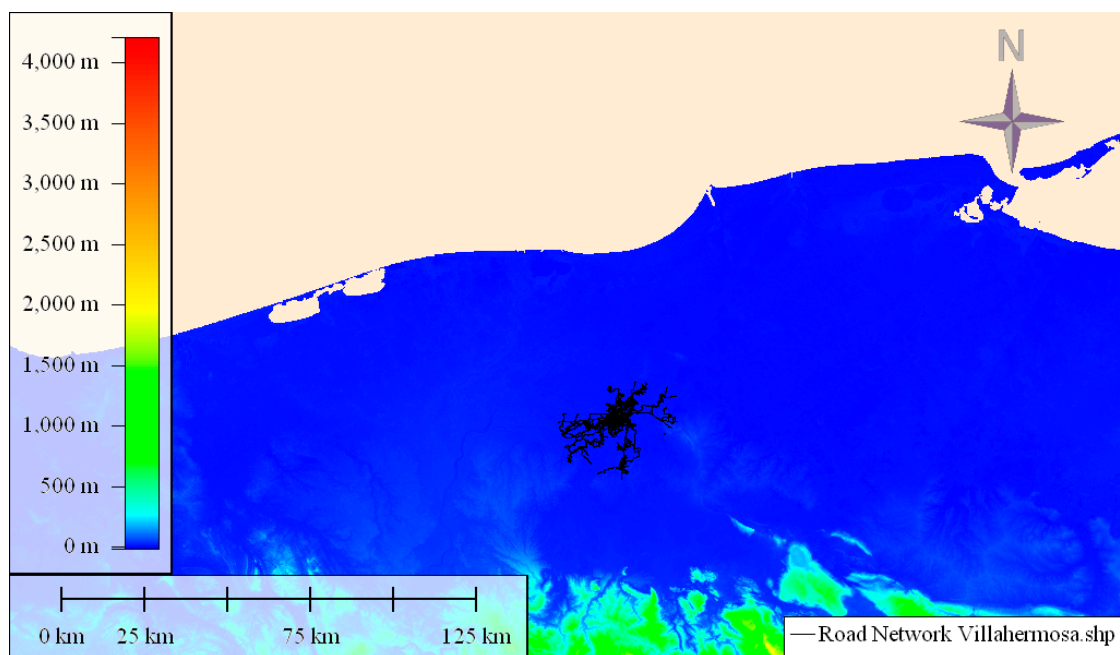 N
4,000 m
3,500 m
3,000 m
2,500 m
2,000 m
1,500 m
1,000 m
500 m
0 m
0 km 25 km 75 km 125 km
Road Network Villahermosa.shp